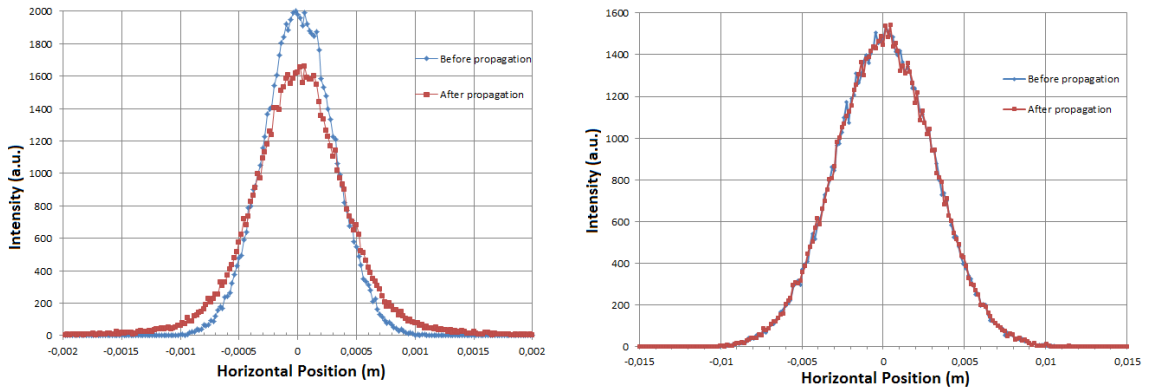 2000
1800
1600
1400
1200
1000
800
600
400
200
0
Intensity (a.u.)
Before propagation
After propagation
-0,002 -0,0015 -0,001 -0,0005 0 0,0005 0,001 0,0015 0,002
Horizontal Position (m)
1600
1400
1200
1000
800
600
400
200
0
Intensity (a.u.)
Before propagation
After propagation
-0,015 -0,01 -0,005 0 0,005 0,01 0,015
Horizontal Position (m)